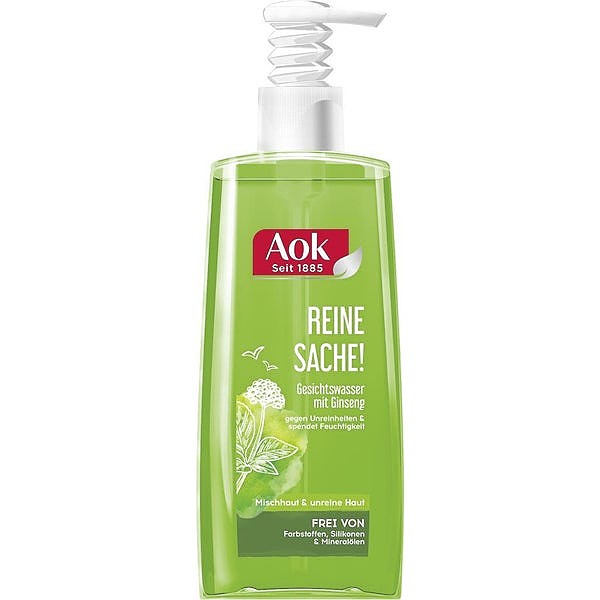 Aok
Seit 1885
REINE
SACHE!
Gesichtswasser
mit Ginseng
gegen Unreinheiten &
spendet Feuchtigkeit
Mischhaut & unreine Haut
FREI VON
Farbstoffen, Silikonen
& Mineralölen